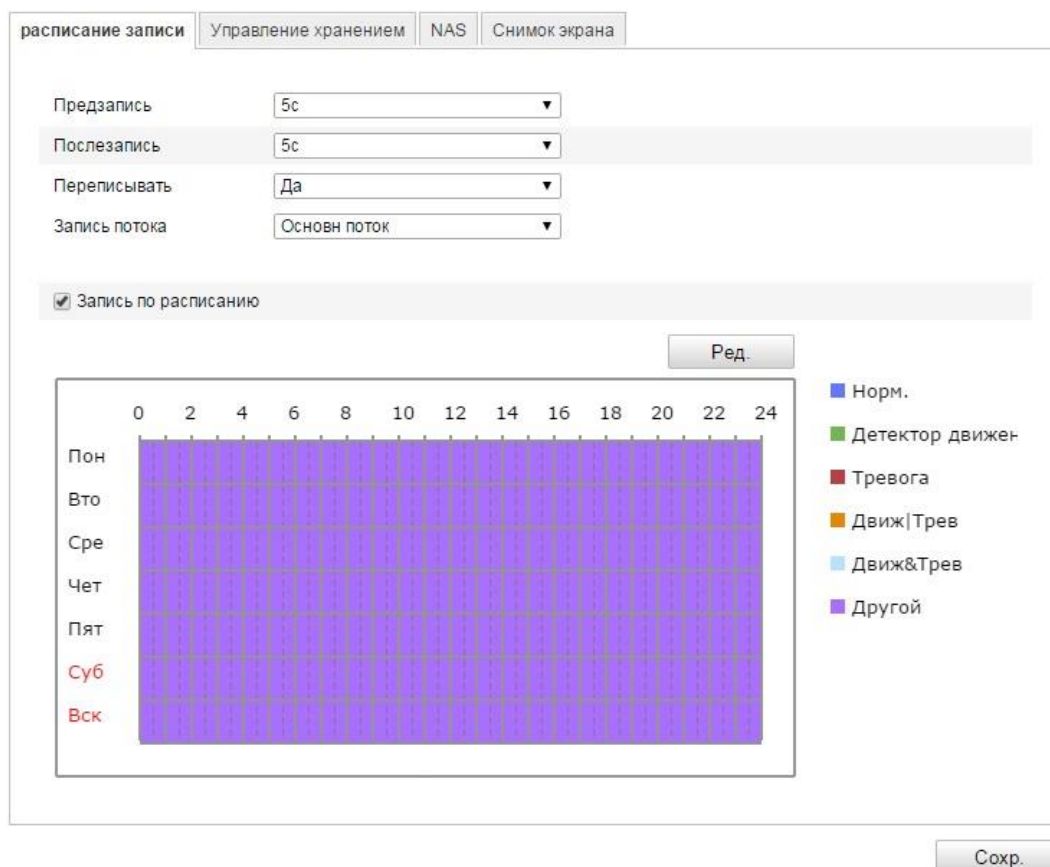 расписание записи Управление хранением NAS Снимок экрана
Предзапись 5с
Послезапись 5с
Переписывать Да
Запись потока Основн поток
Запись по расписанию
Ред.
0 2 4 6 8 10 12 14 16 18 20 22 24
Пон
Вто
Сре
Чет
Пят
Суб
Вск
Норм.
Детектор движен
Тревога
Движ|Трев
Движ&Трев
Другой
Сохр.